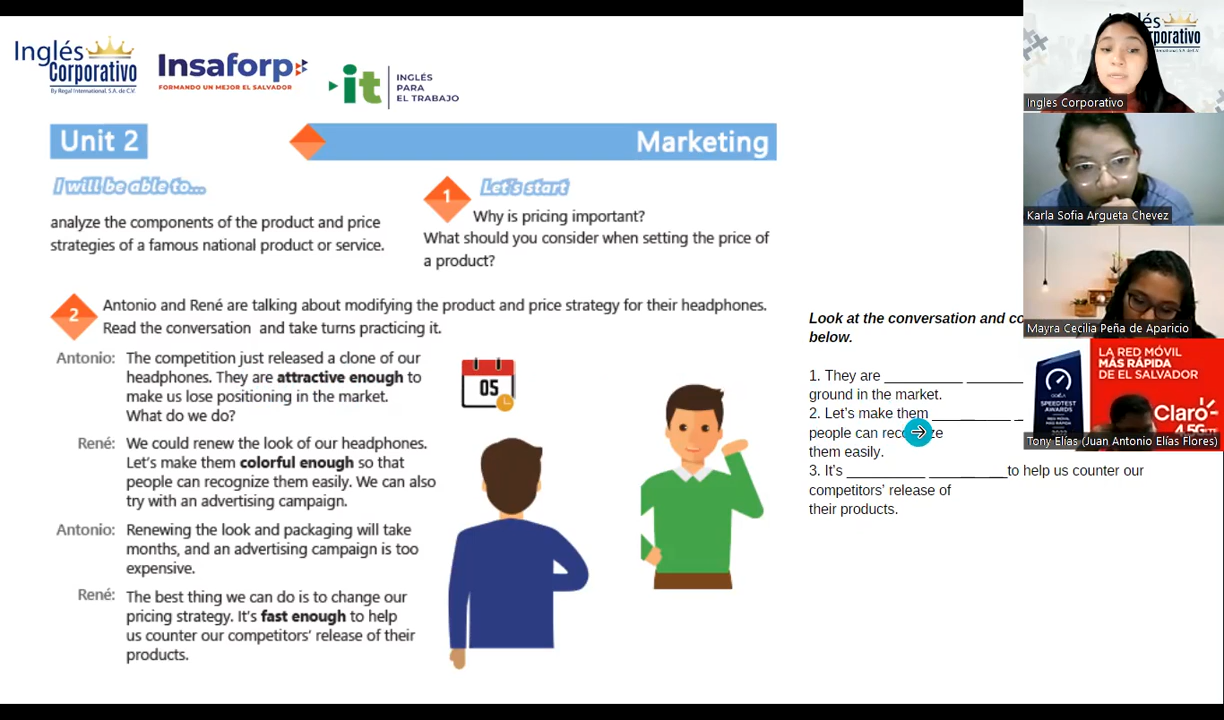 Inglés
Corporativo
By Regal International, S.A. de C.V.
Insaforp
FORMANDO UN MEJOR EL SALVADOR
it
INGLÉS
PARA
EL TRABAJO
Unit 2
Marketing
I will be able to...
analyze the components of the product and price
strategies of a famous national product or service.
1
Let's start
Why is pricing important?
What should you consider when setting the price of
a product?
2
Antonio and René are talking about modifying the product and price strategy for their headphones.
Read the conversation and take turns practicing it.
Antonio: The competition just released a clone of our
headphones. They are attractive enough to
make us lose positioning in the market.
What do we do?
René: We could renew the look of our headphones.
Let's make them colorful enough so that
people can recognize them easily. We can also
try with an advertising campaign.
Antonio: Renewing the look and packaging will take
months, and an advertising campaign is too
expensive.
René: The best thing we can do is to change our
pricing strategy. It's fast enough to help
us counter our competitors' release of their
products.
05
Look at the conversation and co
below.
1. They are ___________ ________
ground in the market.
2. Let's make them ___________ _
people can recognize
them easily.
3. It's ___________ ___________to help us counter our
competitors' release of
their products.
Inglés Corporativo
Karla Sofia Argueta Chevez
Mayra Cecilia Peña de Aparicio
SPEEDTEST
AWARDS
LA RED MÓVIL
MÁS RÁPIDA
DE EL SALVADOR
Claro
4.5G
Tony Elías (Juan Antonio Elías Flores)